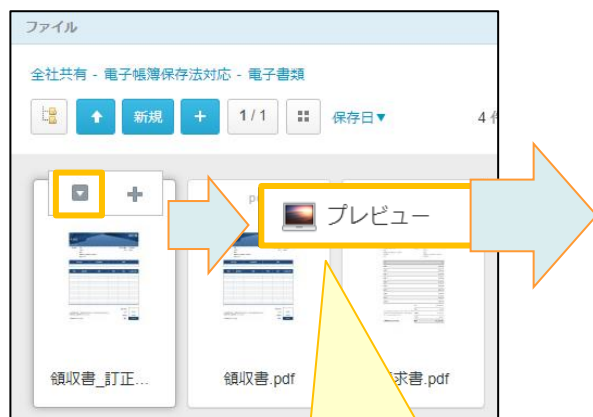 ファイル
全社共有 - 電子帳簿保存法対応 - 電子書類
新規
+
1/1
保存日▼
4
+
プレビュー
領収書_訂正...
領収書.pdf
求書.pdf